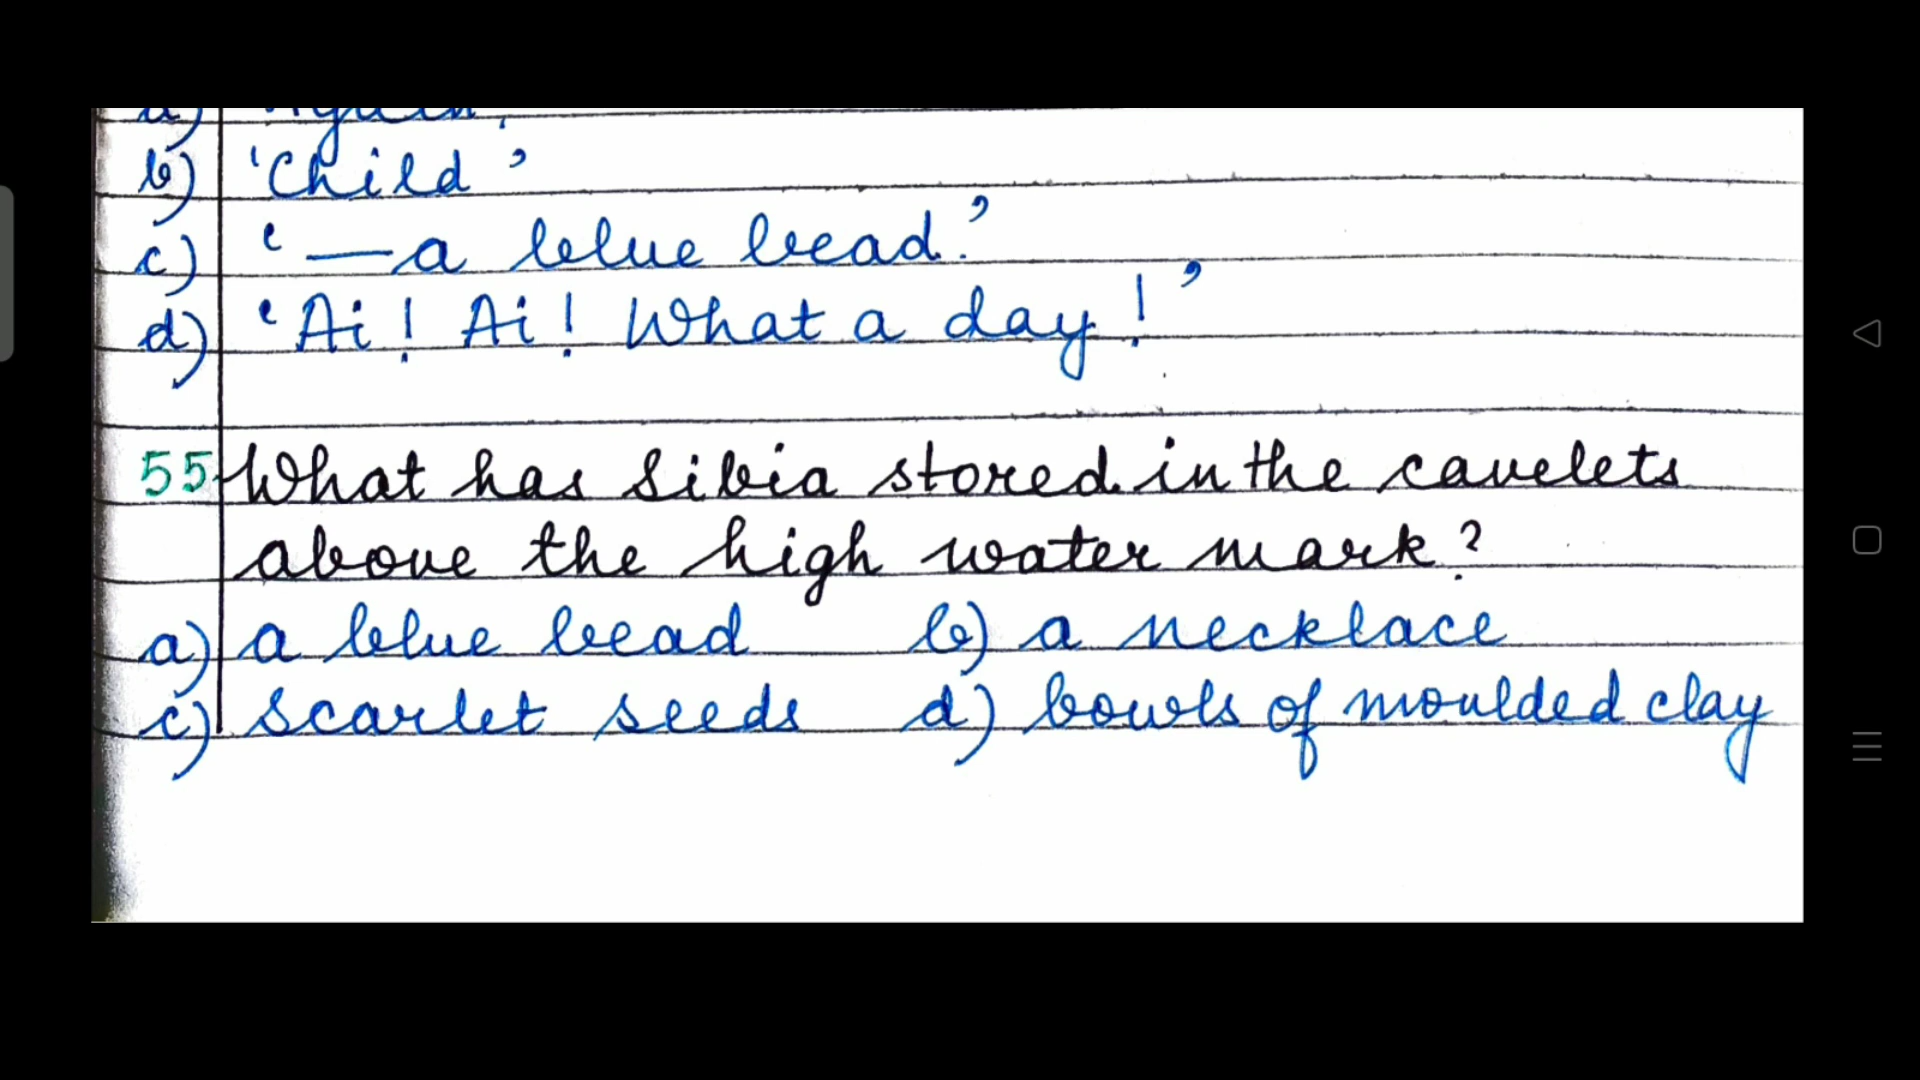 a) 'Again,
b) 'Child'
c) '—a blue bead.'
d) 'Ai! Ai! What a day!'
55. What has Sibia stored in the cavelets
above the high water mark?
a) a blue bead b) a necklace
c) scarlet seeds d) bowls of moulded clay